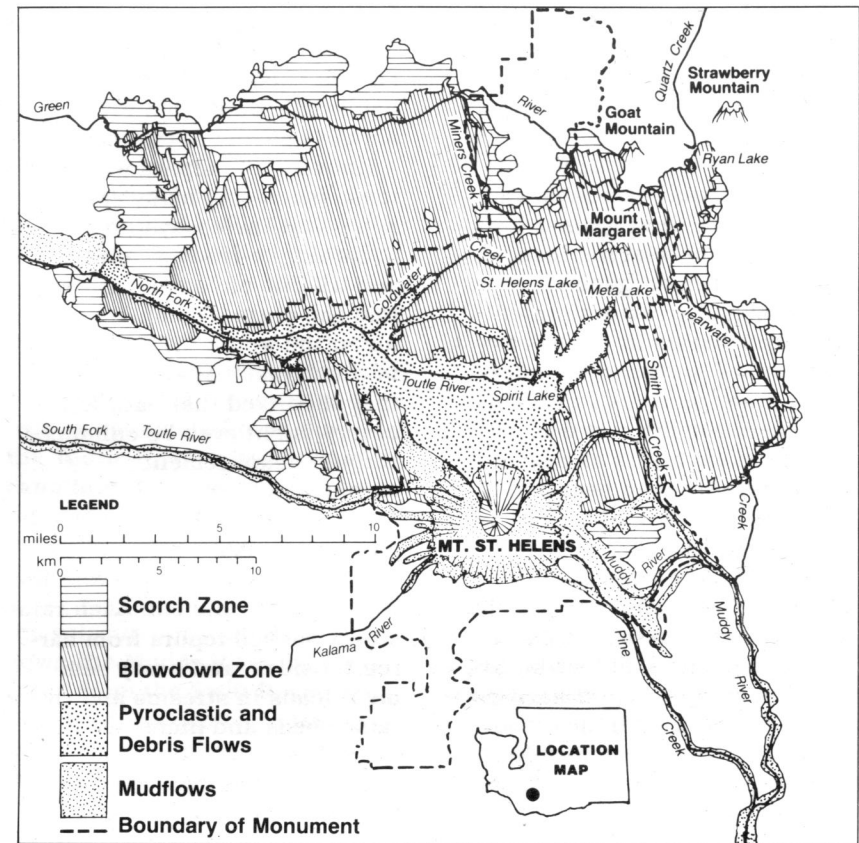 Quartz Creek
Strawberry
Mountain
Green
River
Goat
Mountain
Miners Creek
Ryan Lake
Mount
Margaret
Creek
Coldwater
St. Helens Lake
Meta Lake
North Fork
Clearwater
Toutle River
Spirit Lake
Smith
Creek
South Fork Toutle River
Creek
LEGEND
0 5 10
miles
km
0 5 10
MT. ST. HELENS
Muddy
River
Scorch Zone
Kalama River
Pine
Creek
Muddy
River
Blowdown Zone
Pyroclastic and
Debris Flows
LOCATION
MAP
Mudflows
Boundary of Monument